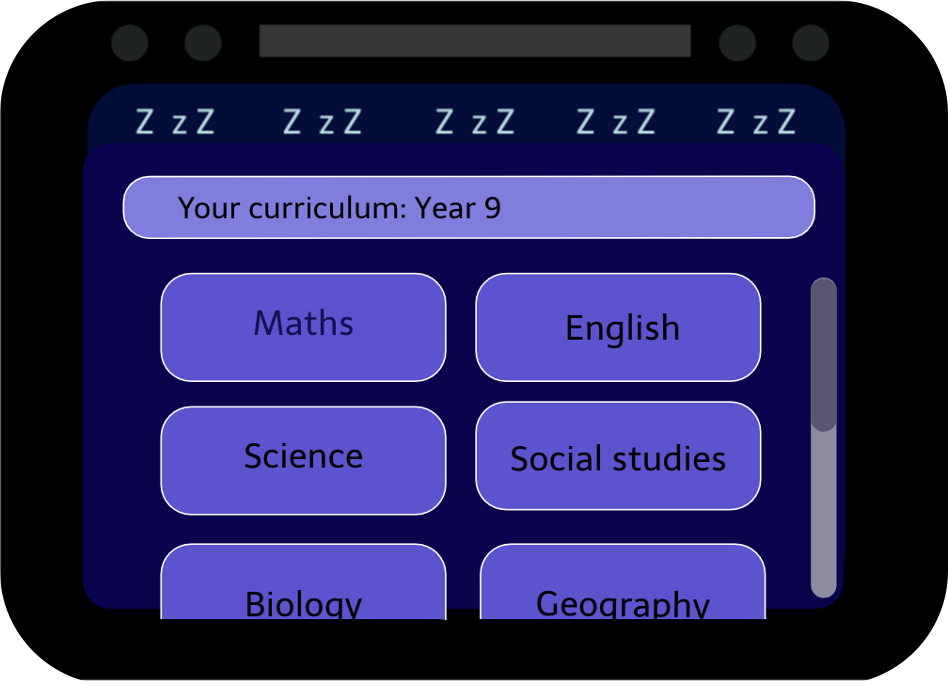 Z z Z Z z Z Z z Z Z z Z Z z Z
Your curriculum: Year 9
Maths English
Science Social studies
Biology Geography